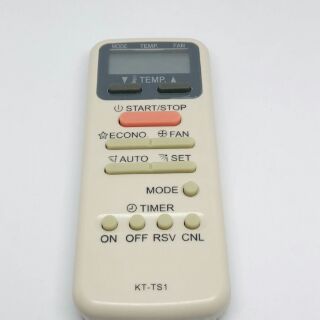 MODE TEMP. FAN
▼ TEMP. ▲
START/STOP
ECONO FAN
AUTO SET
MODE
TIMER
ON OFF RSV CNL
KT-TS1